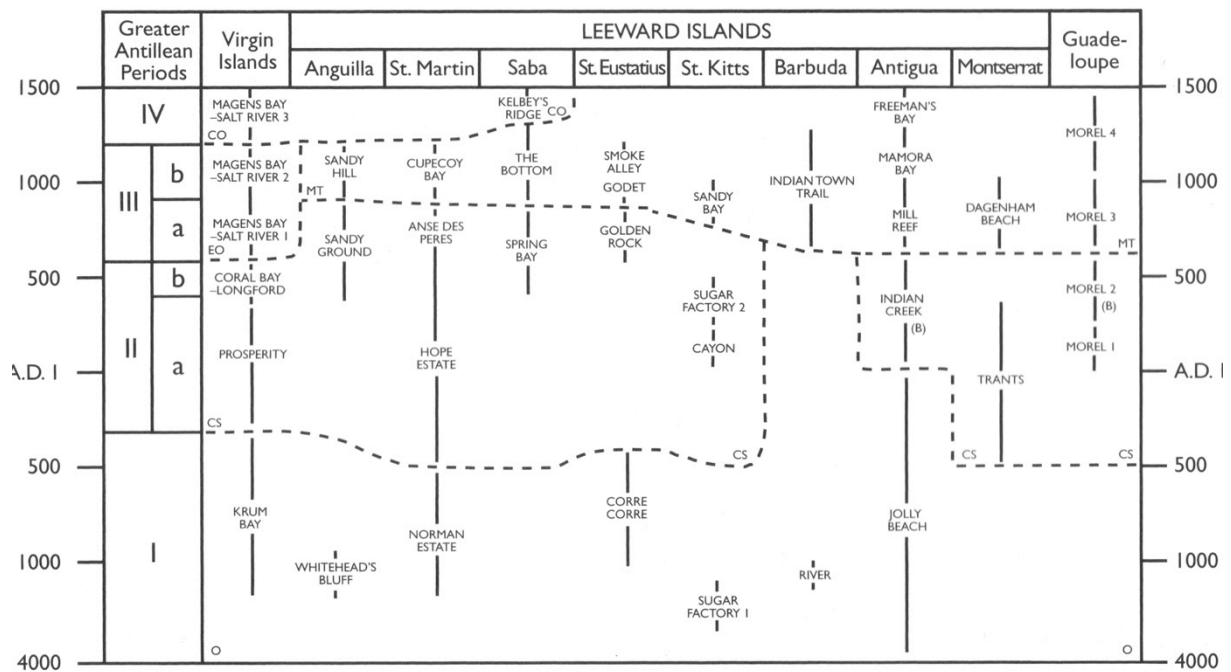 Greater
Antillean
Periods
Virgin
Islands
LEEWARD ISLANDS
Guade-
loupe
Anguilla
St. Martin
Saba
St. Eustatius
St. Kitts
Barbuda
Antigua
Montserrat
1500
1500
IV
MAGENS BAY
–SALT RIVER 3
KELBEY'S
RIDGE
CO
FREEMAN'S
BAY
MOREL 4
CO
III
b
MAGENS BAY
–SALT RIVER 2
SANDY
HILL
CUPECOY
BAY
THE
BOTTOM
SMOKE
ALLEY
MAMORA
BAY
1000
1000
MT
GODET
SANDY
BAY
INDIAN TOWN
TRAIL
DAGENHAM
BEACH
a
MAGENS BAY
–SALT RIVER 1
SANDY
GROUND
ANSE DES
PERES
SPRING
BAY
GOLDEN
ROCK
MILL
REEF
MOREL 3
EO
MT
500
500
II
b
CORAL BAY
–LONGFORD
SUGAR
FACTORY 2
INDIAN
CREEK
(B)
MOREL 2
(B)
a
PROSPERITY
HOPE
ESTATE
CAYON
MOREL 1
A.D. I
A.D. I
TRANTS
CS
CS
CS
CS
500
500
I
KRUM
BAY
NORMAN
ESTATE
CORRE
CORRE
JOLLY
BEACH
1000
1000
WHITEHEAD'S
BLUFF
SUGAR
FACTORY I
RIVER
O
O
4000
4000